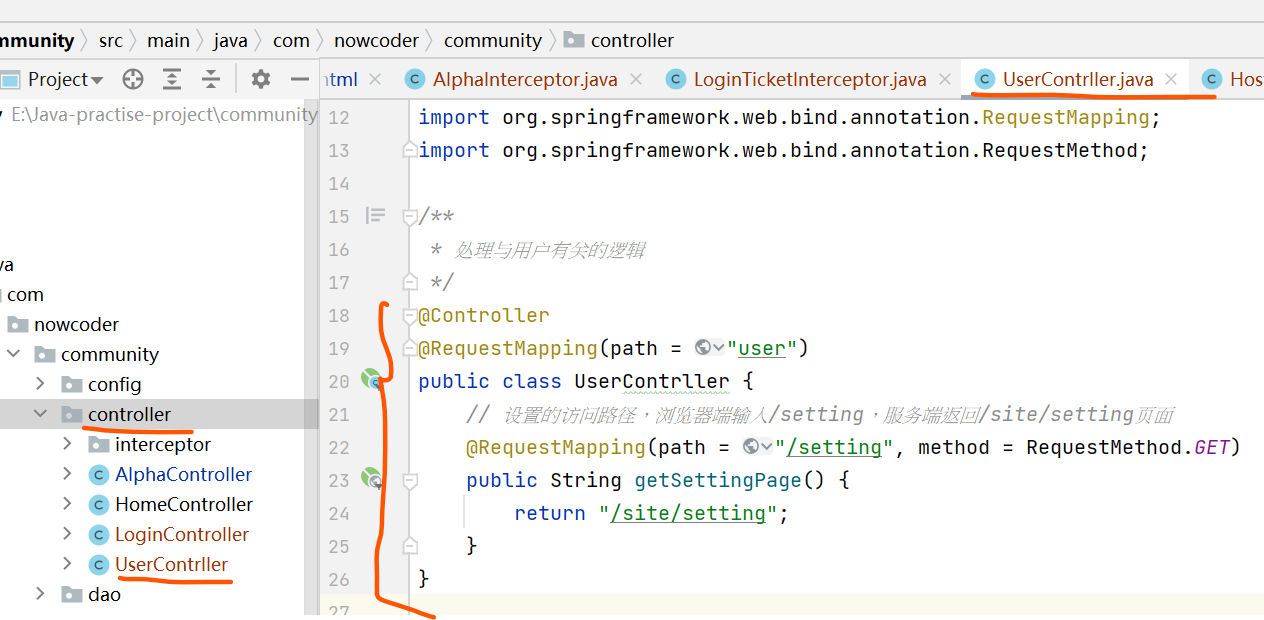 mmunity src main java com nowcoder community controller
Project
html AlphaInterceptor.java LoginTicketInterceptor.java UserContrller.java Hos
E:\Java-practise-project\community
va
com
nowcoder
community
config
controller
interceptor
AlphaController
HomeController
LoginController
UserContrller
dao
12 import org.springframework.web.bind.annotation.RequestMapping;
13 import org.springframework.web.bind.annotation.RequestMethod;
14
15 /**
16 * 处理与用户有关的逻辑
17 */
18 @Controller
19 @RequestMapping(path = "user")
20 public class UserContrller {
21 // 设置的访问路径，浏览器端输入/setting，服务端返回/site/setting页面
22 @RequestMapping(path = "/setting", method = RequestMethod.GET)
23 public String getSettingPage() {
24 return "/site/setting";
25 }
26 }
27